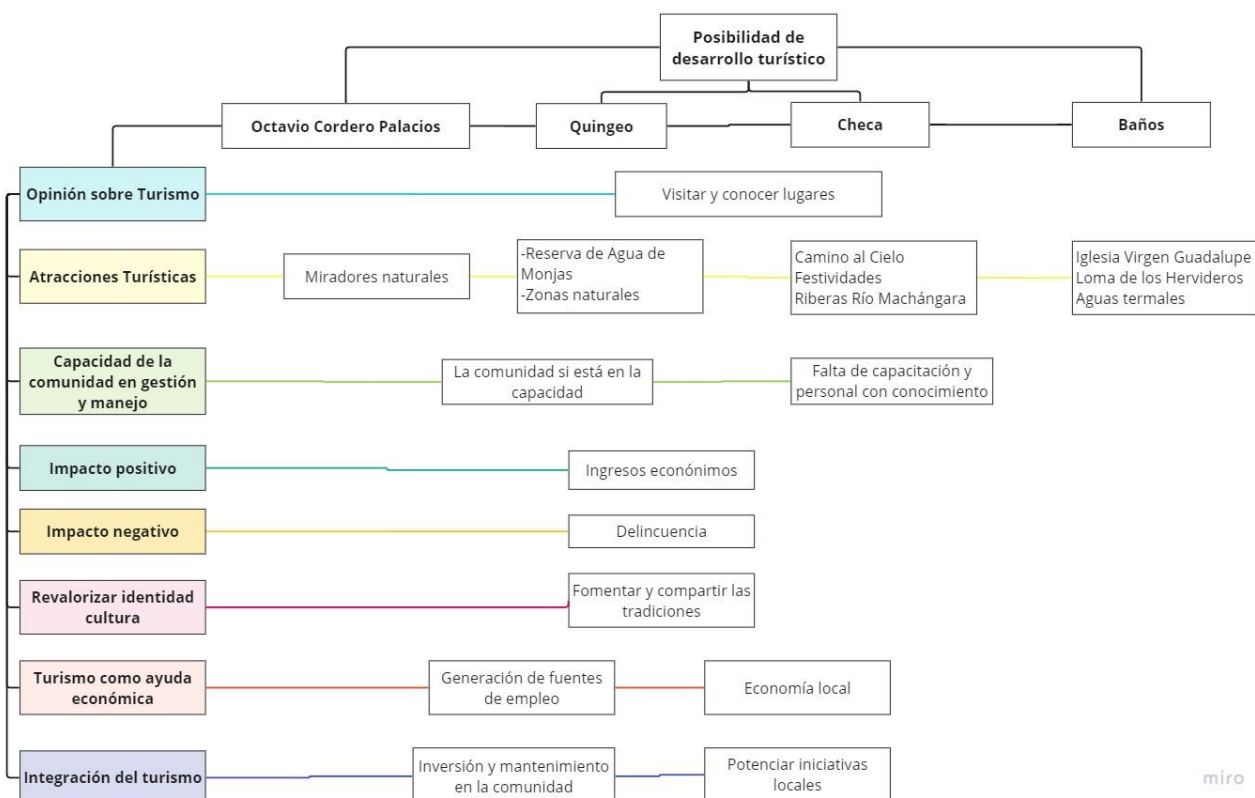 Posibilidad de
desarrollo turístico
Octavio Cordero Palacios
Quingeo
Checa
Baños
Opinión sobre Turismo
Visitar y conocer lugares
Atracciones Turísticas
Miradores naturales
-Reserva de Agua de
Monjas
-Zonas naturales
Camino al Cielo
Festividades
Riberas Río Machángara
Iglesia Virgen Guadalupe
Loma de los Hervideros
Aguas termales
Capacidad de la
comunidad en gestión
y manejo
La comunidad si está en la
capacidad
Falta de capacitación y
personal con conocimiento
Impacto positivo
Ingresos econónimos
Impacto negativo
Delincuencia
Revalorizar identidad
cultura
Fomentar y compartir las
tradiciones
Turismo como ayuda
económica
Generación de fuentes
de empleo
Economía local
Integración del turismo
Inversión y mantenimiento
en la comunidad
Potenciar iniciativas
locales
miro